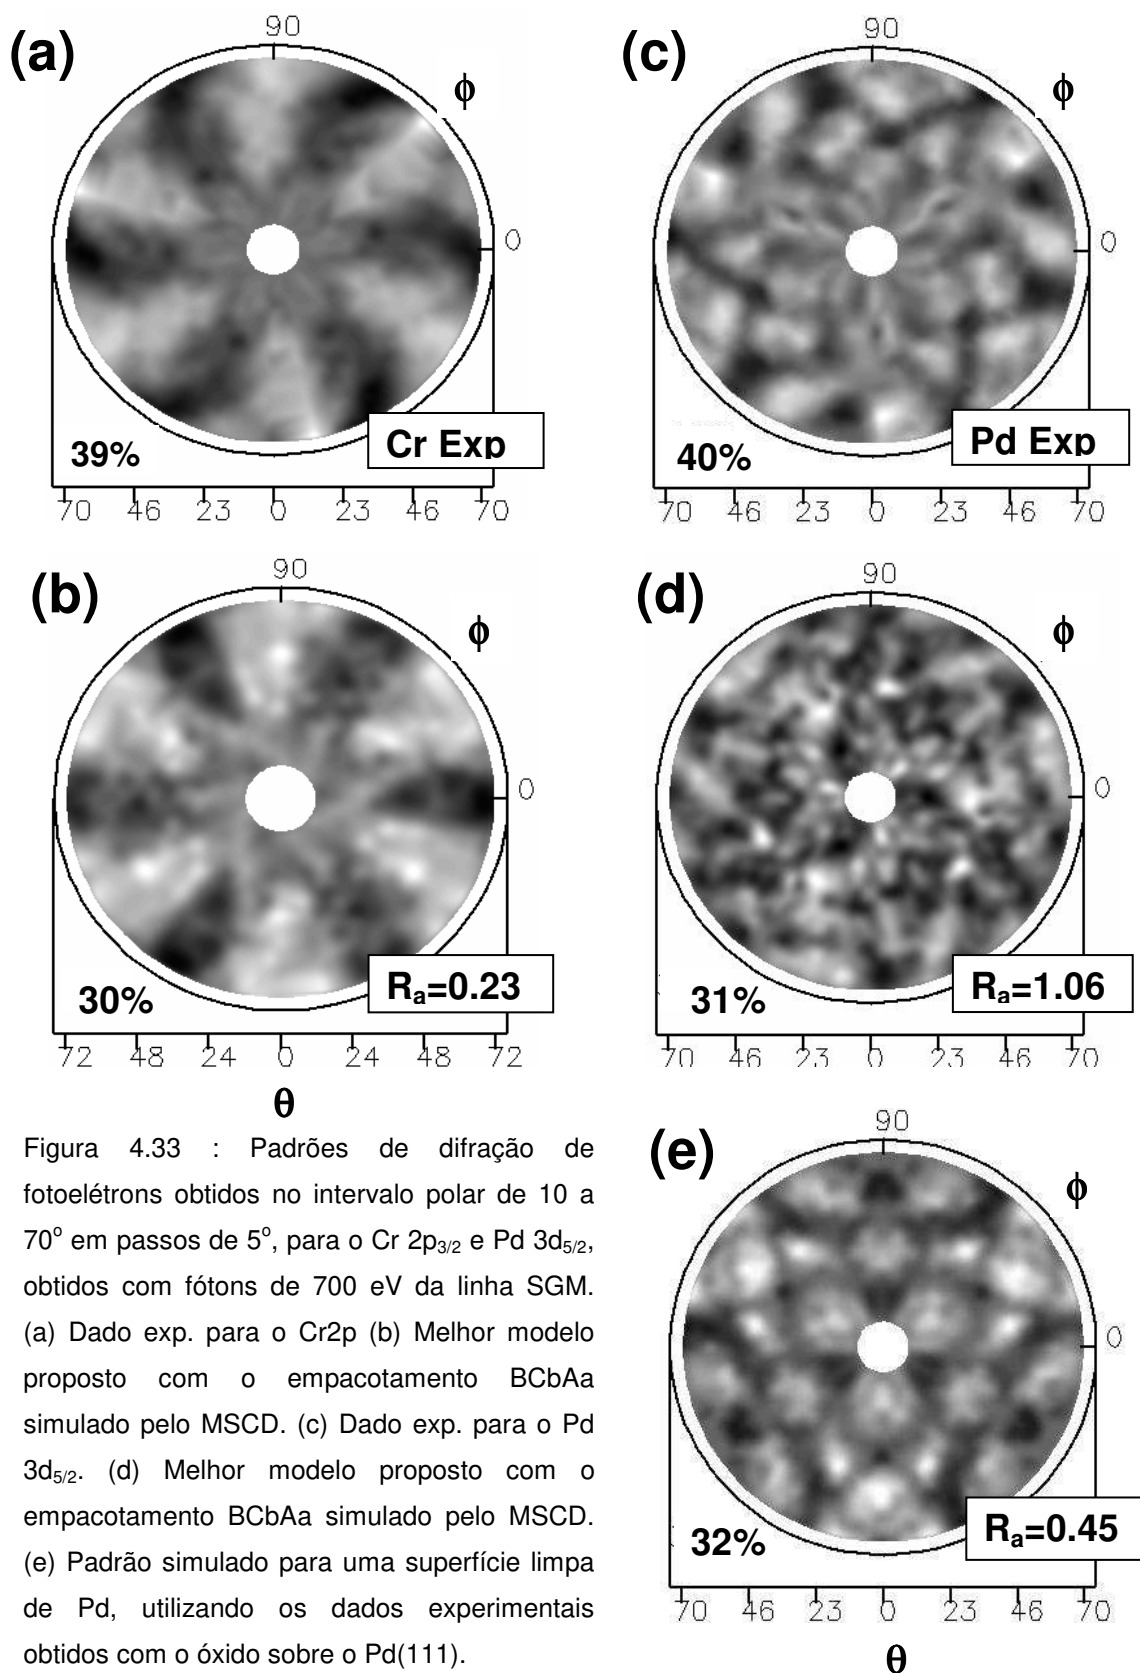 (a)
90
ϕ
0
39%
Cr Exp
70 46 23 0 23 46 70
(c)
90
ϕ
0
40%
Pd Exp
70 46 23 0 23 46 70
(b)
90
ϕ
0
30%
Rₐ=0.23
72 48 24 0 24 48 72
θ
(d)
90
ϕ
0
31%
Rₐ=1.06
70 46 23 0 23 46 70
Figura 4.33 : Padrões de difração de
fotoelétrons obtidos no intervalo polar de 10 a
70º em passos de 5º, para o Cr 2p₃/₂ e Pd 3d₅/₂,
obtidos com fótons de 700 eV da linha SGM.
(a) Dado exp. para o Cr2p (b) Melhor modelo
proposto com o empacotamento BCbAa
simulado pelo MSCD. (c) Dado exp. para o Pd
3d₅/₂. (d) Melhor modelo proposto com o
empacotamento BCbAa simulado pelo MSCD.
(e) Padrão simulado para uma superfície limpa
de Pd, utilizando os dados experimentais
obtidos com o óxido sobre o Pd(111).
(e)
90
ϕ
0
32%
Rₐ=0.45
70 46 23 0 23 46 70
θ